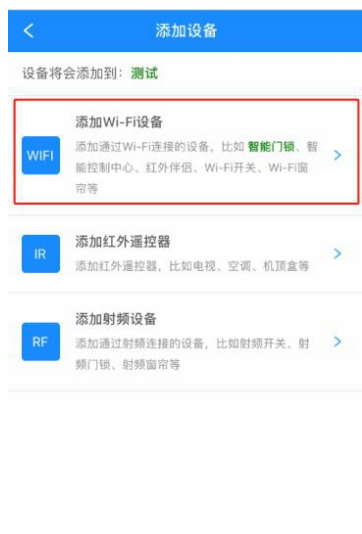 添加设备
设备将会添加到：测试
添加Wi-Fi设备
WIFI
添加通过Wi-Fi连接的设备，比如 智能门锁、智
能控制中心、红外伴侣、Wi-Fi开关、Wi-Fi窗
帘等
添加红外遥控器
IR
添加红外遥控器，比如电视、空调、机顶盒等
添加射频设备
RF
添加通过射频连接的设备，比如射频开关、射
频门锁、射频窗帘等